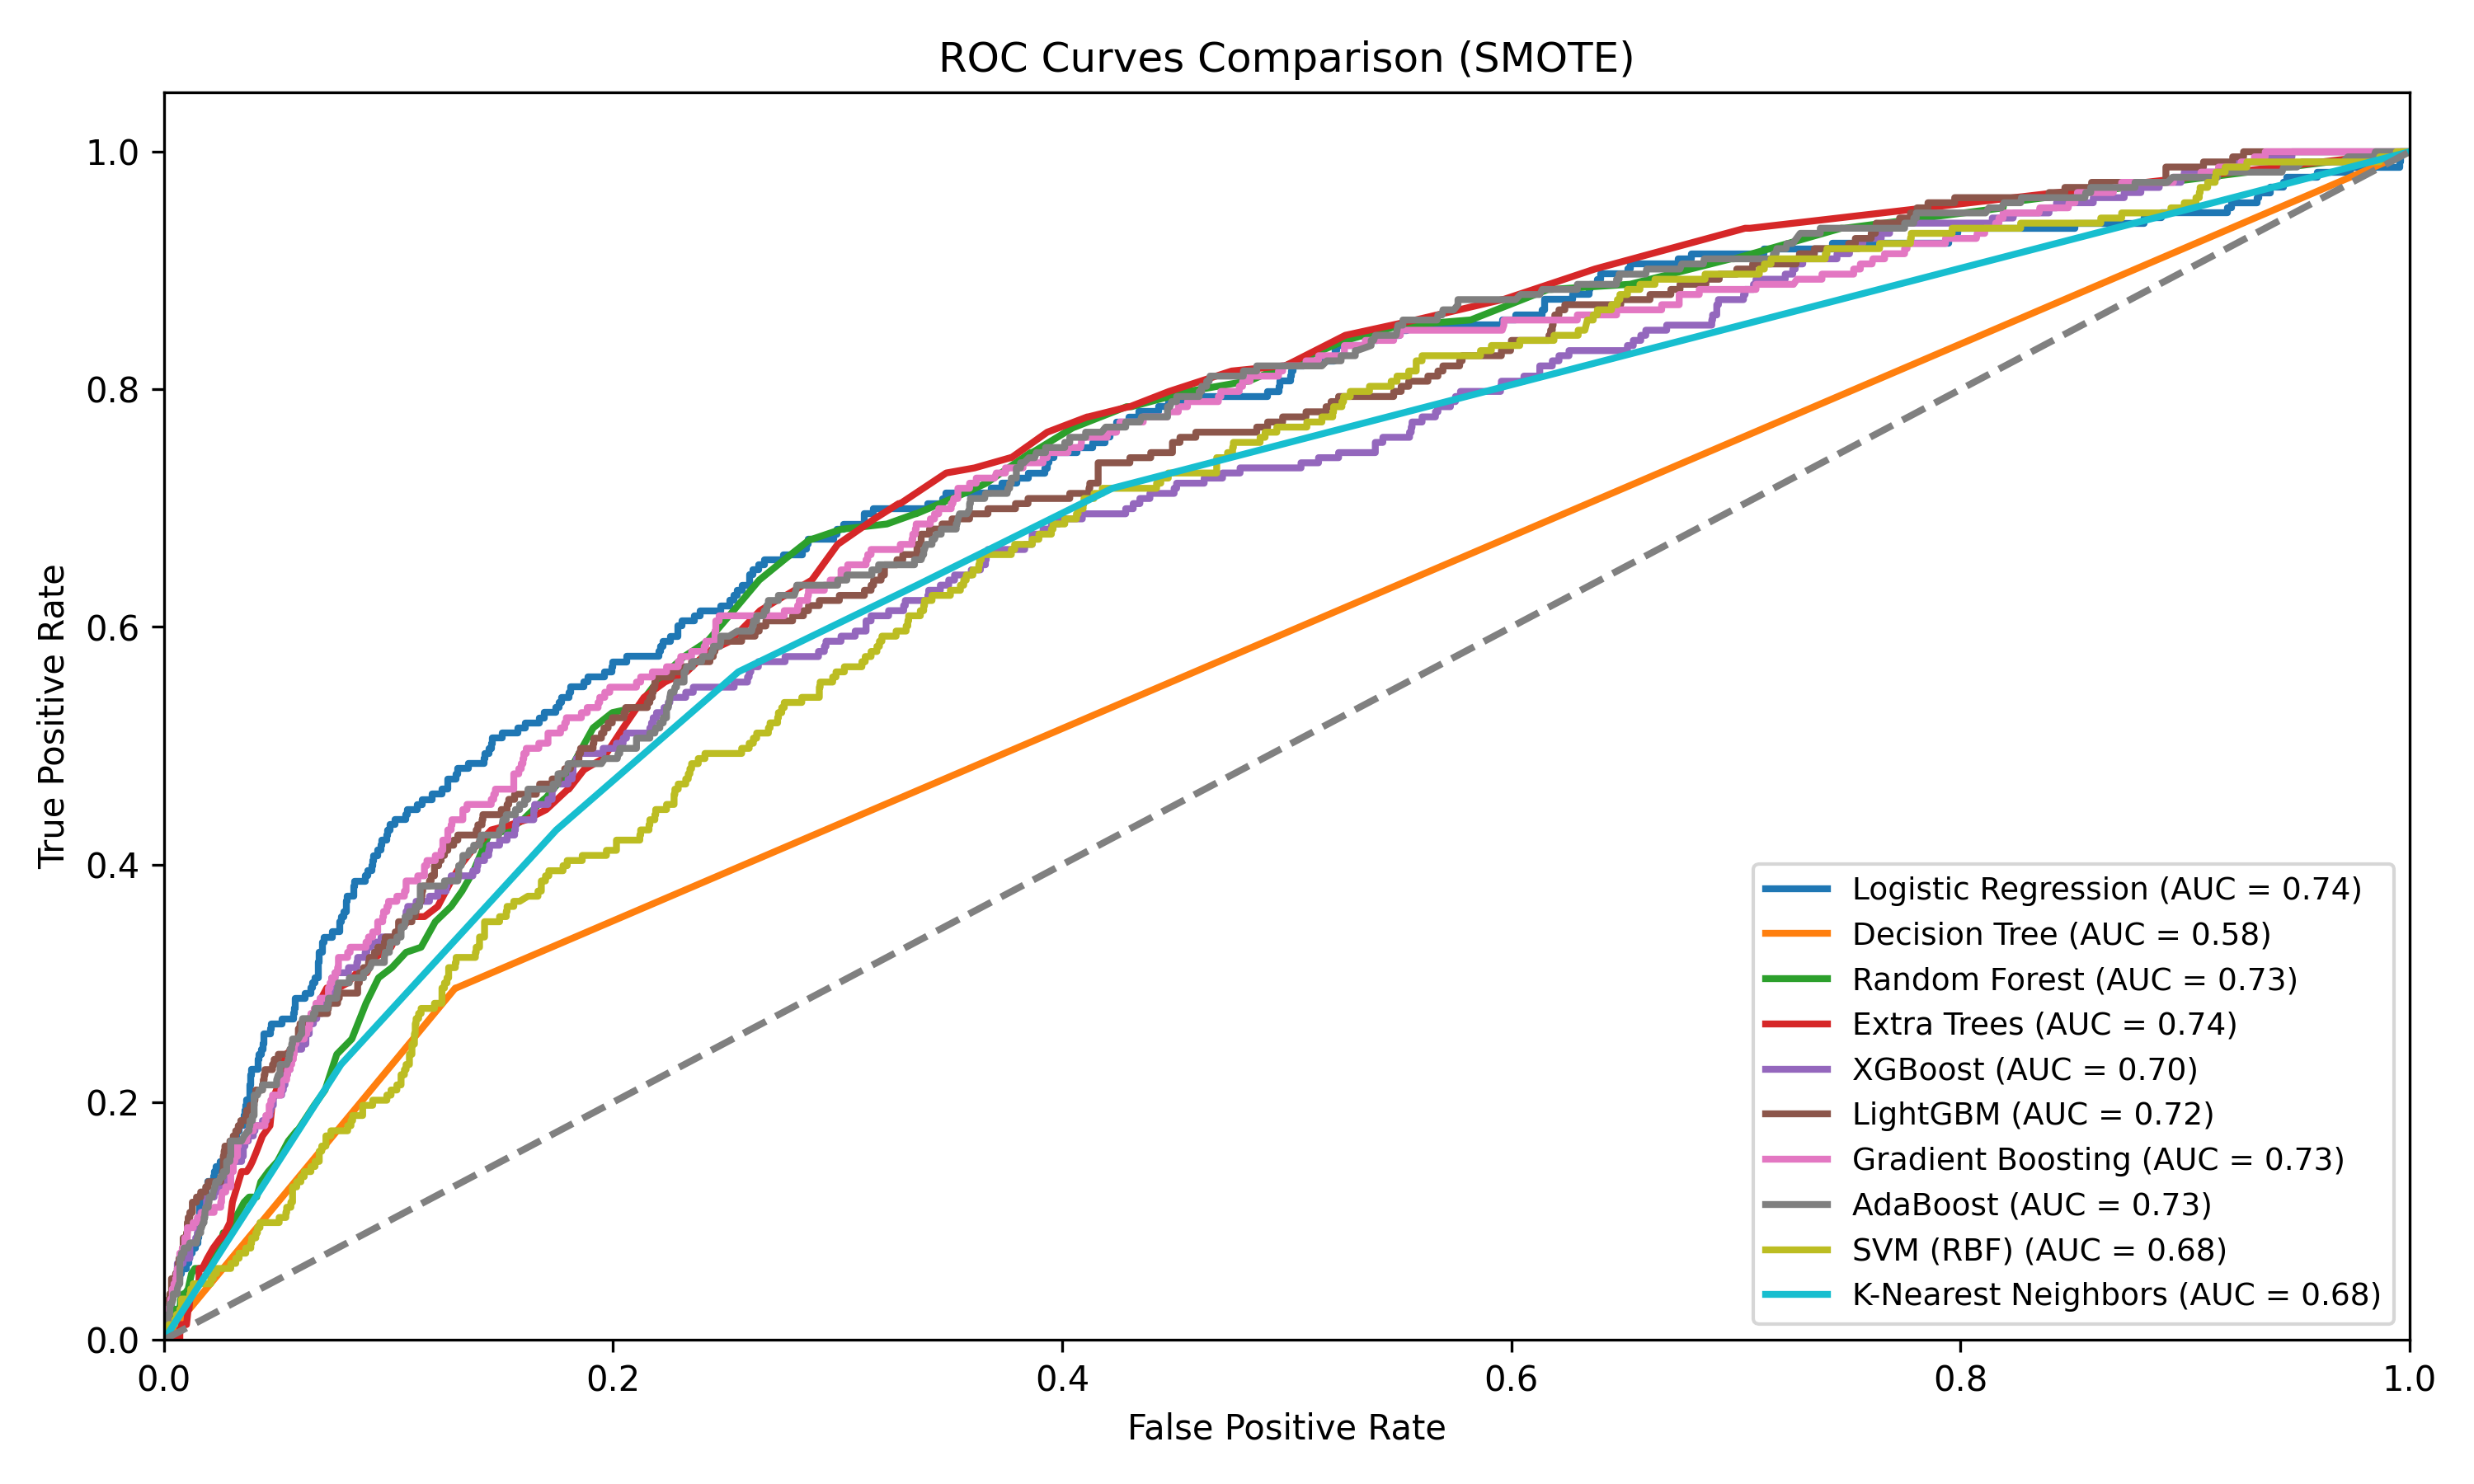 ROC Curves Comparison (SMOTE)
True Positive Rate
1.0
0.8
0.6
0.4
0.2
0.0
0.0 0.2 0.4 0.6 0.8 1.0
False Positive Rate
Logistic Regression (AUC = 0.74)
Decision Tree (AUC = 0.58)
Random Forest (AUC = 0.73)
Extra Trees (AUC = 0.74)
XGBoost (AUC = 0.70)
LightGBM (AUC = 0.72)
Gradient Boosting (AUC = 0.73)
AdaBoost (AUC = 0.73)
SVM (RBF) (AUC = 0.68)
K-Nearest Neighbors (AUC = 0.68)